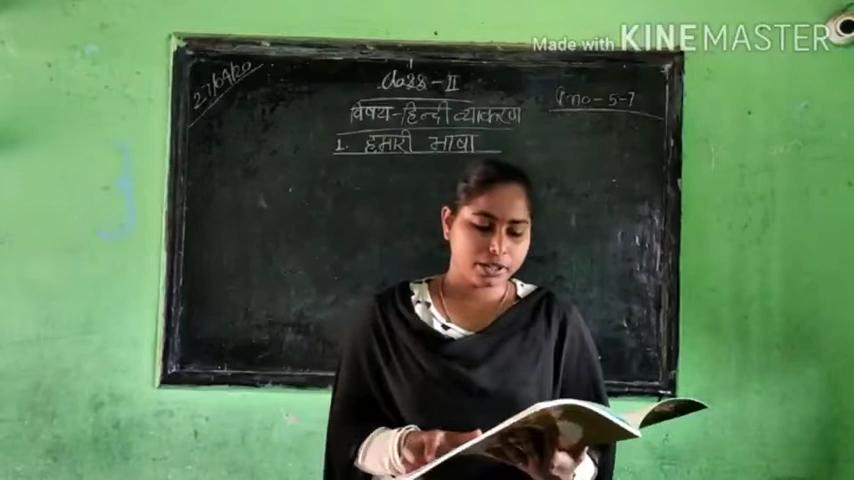 Made with KINEMASTER
27/04/20
Class-II
विषय-हिन्दी व्याकरण
P.no-5-7
1. हमारी भाषा